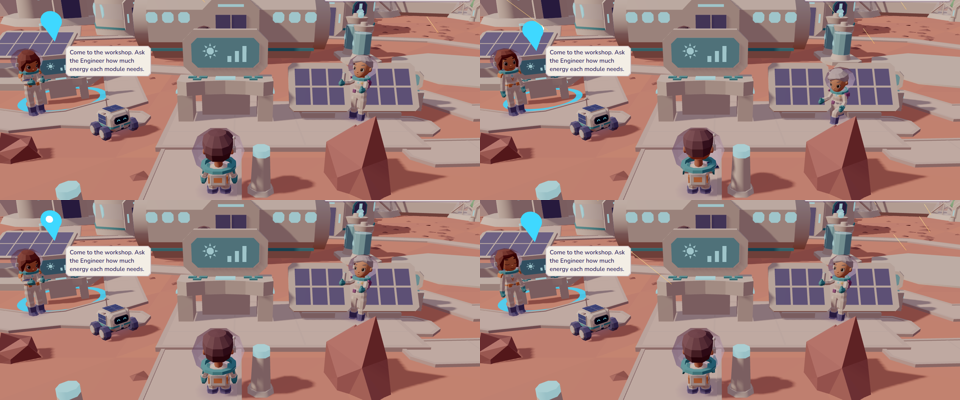 Come to the workshop. Ask
the Engineer how much
energy each module needs.
Come to the workshop. Ask
the Engineer how much
energy each module needs.
Come to the workshop. Ask
the Engineer how much
energy each module needs.
Come to the workshop. Ask
the Engineer how much
energy each module needs.